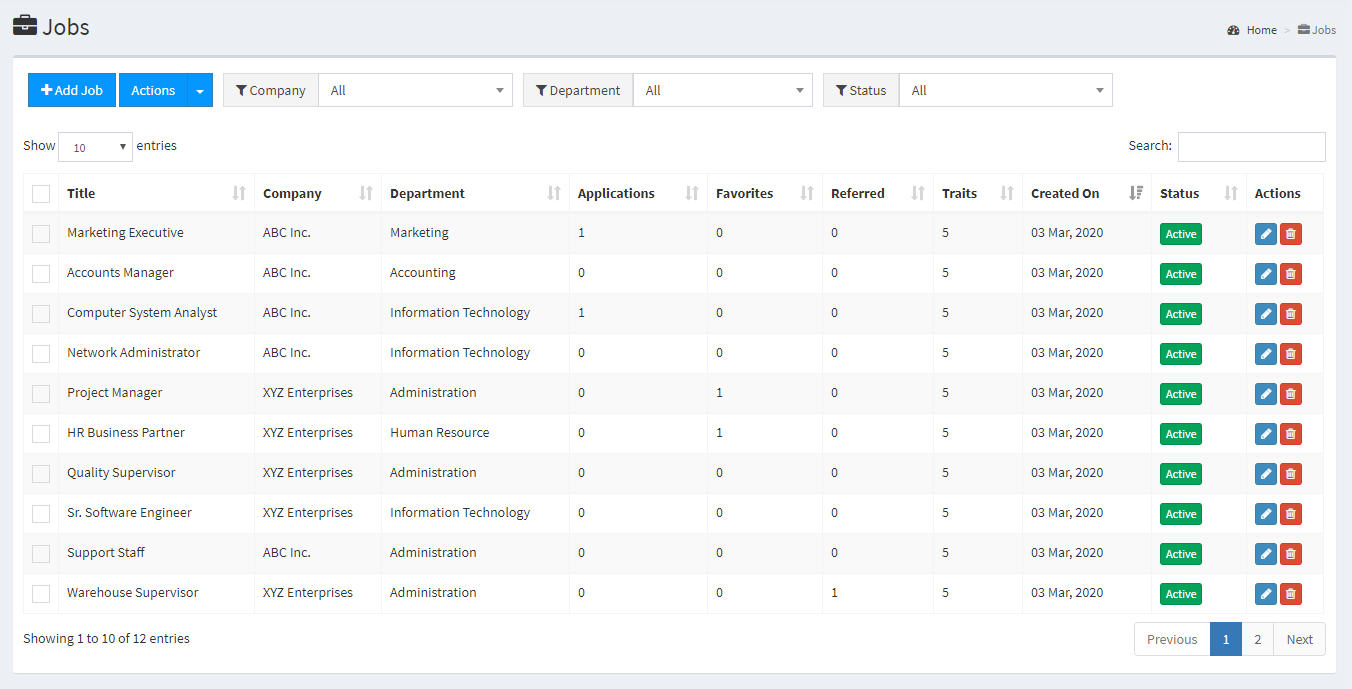 Jobs
Home > Jobs
Add Job Actions Company All Department All Status All
Show 10 entries Search:
Title Company Department Applications Favorites Referred Traits Created On Status Actions
Marketing Executive ABC Inc. Marketing 1 0 0 5 03 Mar, 2020 Active
Accounts Manager ABC Inc. Accounting 0 0 0 5 03 Mar, 2020 Active
Computer System Analyst ABC Inc. Information Technology 1 0 0 5 03 Mar, 2020 Active
Network Administrator ABC Inc. Information Technology 0 0 0 5 03 Mar, 2020 Active
Project Manager XYZ Enterprises Administration 0 1 0 5 03 Mar, 2020 Active
HR Business Partner XYZ Enterprises Human Resource 0 1 0 5 03 Mar, 2020 Active
Quality Supervisor XYZ Enterprises Administration 0 0 0 5 03 Mar, 2020 Active
Sr. Software Engineer XYZ Enterprises Information Technology 0 0 0 5 03 Mar, 2020 Active
Support Staff ABC Inc. Administration 0 0 0 5 03 Mar, 2020 Active
Warehouse Supervisor XYZ Enterprises Administration 0 0 1 5 03 Mar, 2020 Active
Showing 1 to 10 of 12 entries Previous 1 2 Next